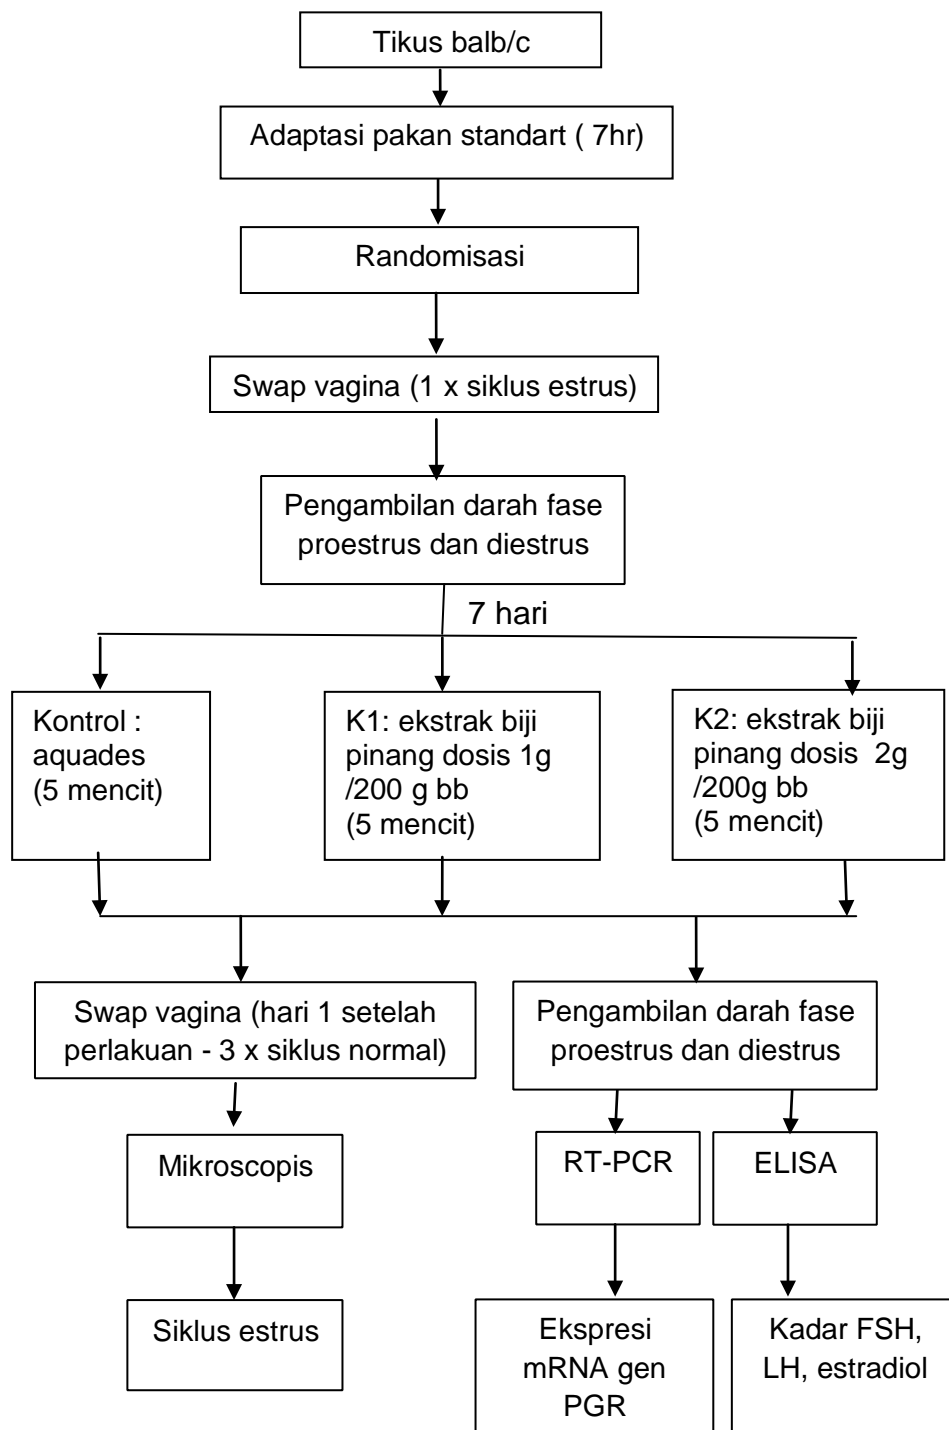 Tikus balb/c
Adaptasi pakan standart ( 7hr)
Randomisasi
Swap vagina (1 x siklus estrus)
Pengambilan darah fase
proestrus dan diestrus
7 hari
Kontrol :
aquades
(5 mencit)
K1: ekstrak biji
pinang dosis 1g
/200 g bb
(5 mencit)
K2: ekstrak biji
pinang dosis  2g
/200g bb
(5 mencit)
Swap vagina (hari 1 setelah
perlakuan - 3 x siklus normal)
Pengambilan darah fase
proestrus dan diestrus
Mikroscopis
RT-PCR
ELISA
Siklus estrus
Ekspresi
mRNA gen
PGR
Kadar FSH,
LH, estradiol